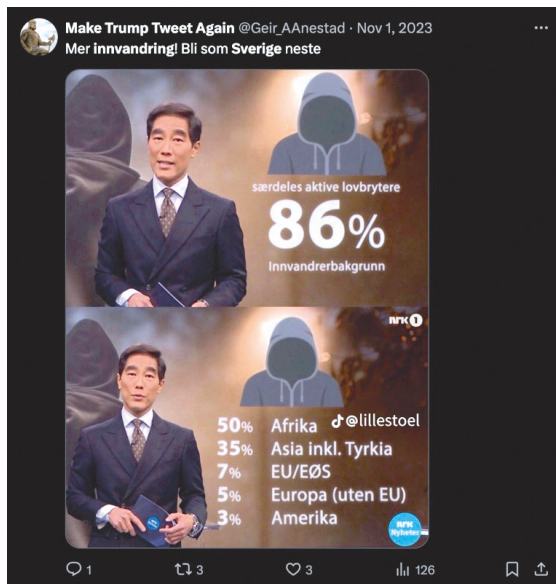 Make Trump Tweet Again @Geir_AAnestad · Nov 1, 2023
Mer innvandring! Bli som Sverige neste
særdeles aktive lovbrytere
86%
Innvandrerbakgrunn
NRK 1
@lillestoel
50% Afrika
35% Asia inkl. Tyrkia
7% EU/EØS
5% Europa (uten EU)
3% Amerika
NRK
Nyheter
1 3 3 126